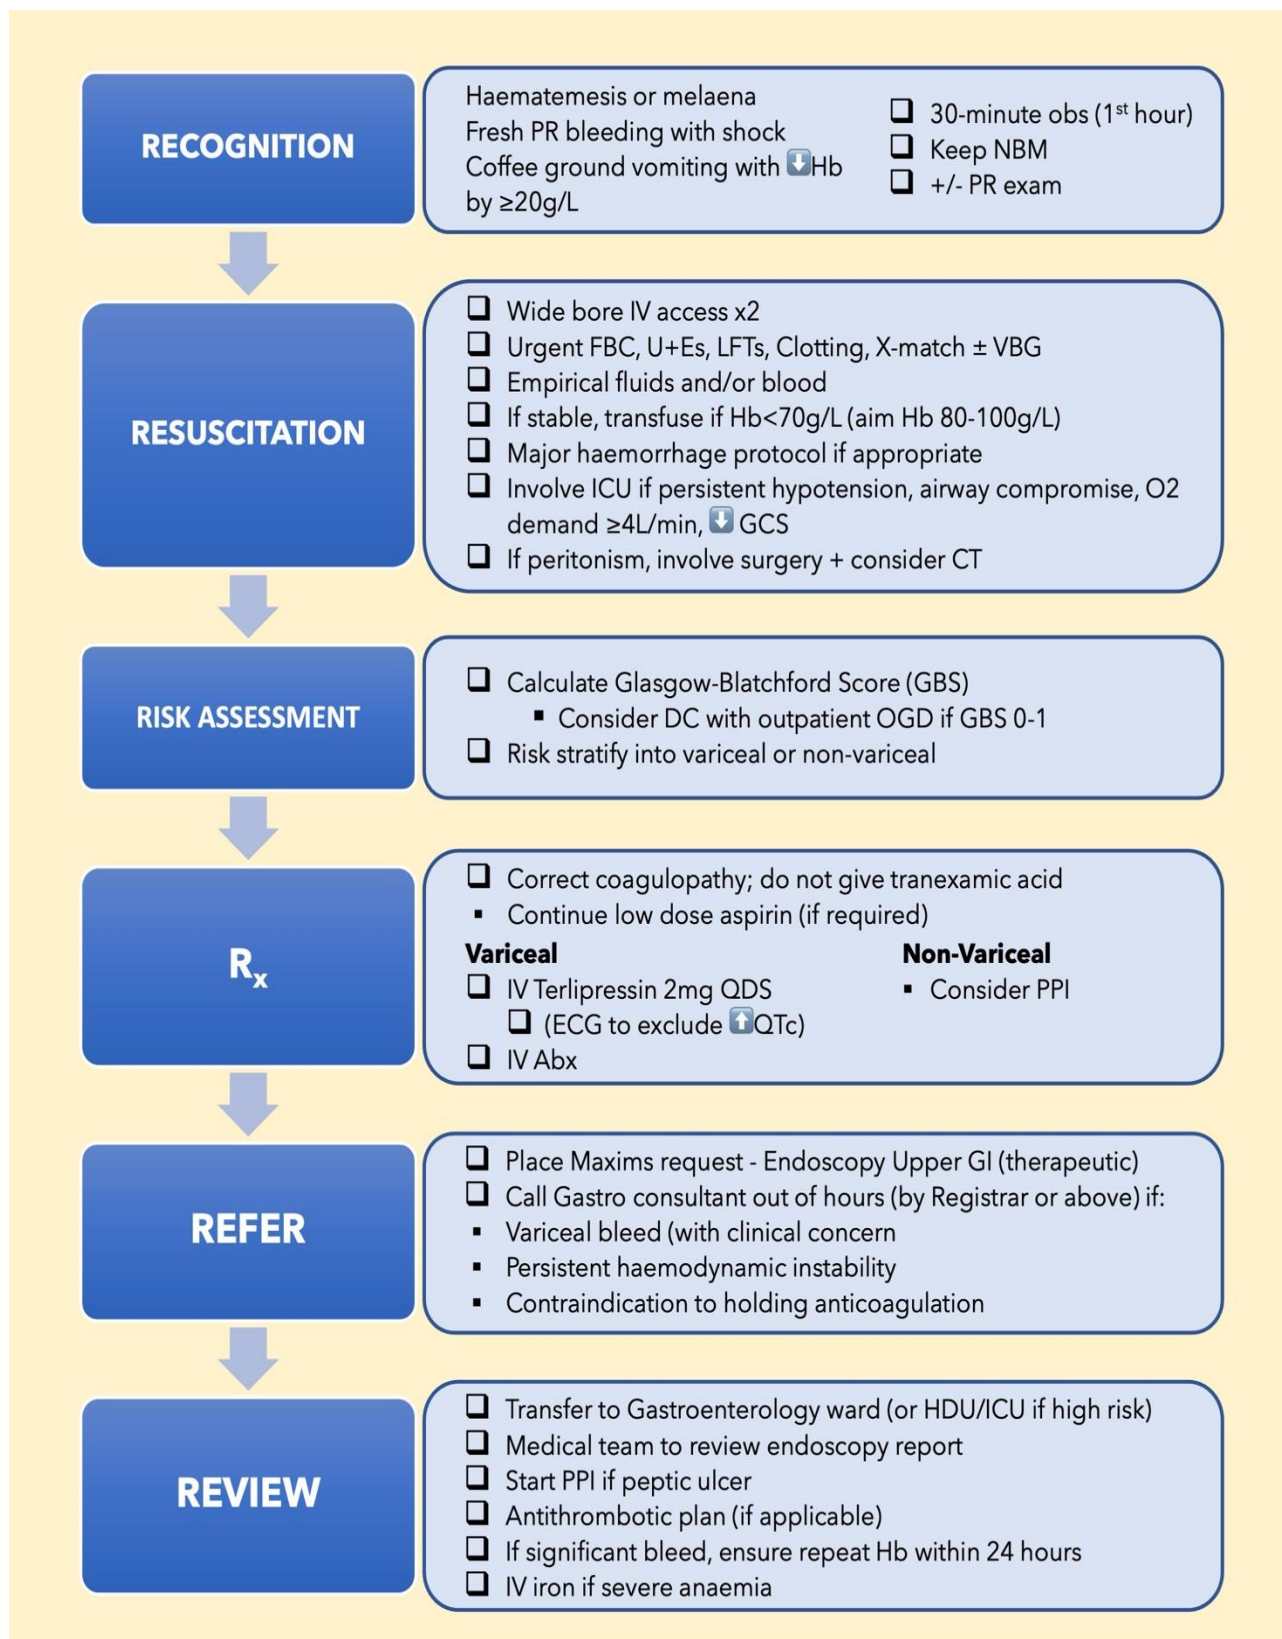 RECOGNITION
Haematemesis or melaena
Fresh PR bleeding with shock
Coffee ground vomiting with ⬇Hb
by ≥20g/L
❑ 30-minute obs (1st hour)
❑ Keep NBM
❑ +/- PR exam
RESUSCITATION
❑ Wide bore IV access x2
❑ Urgent FBC, U+Es, LFTs, Clotting, X-match ± VBG
❑ Empirical fluids and/or blood
❑ If stable, transfuse if Hb<70g/L (aim Hb 80-100g/L)
❑ Major haemorrhage protocol if appropriate
❑ Involve ICU if persistent hypotension, airway compromise, O2
demand ≥4L/min, ⬇ GCS
❑ If peritonism, involve surgery + consider CT
RISK ASSESSMENT
❑ Calculate Glasgow-Blatchford Score (GBS)
▪ Consider DC with outpatient OGD if GBS 0-1
❑ Risk stratify into variceal or non-variceal
Rx
❑ Correct coagulopathy; do not give tranexamic acid
▪ Continue low dose aspirin (if required)
Variceal
❑ IV Terlipressin 2mg QDS
❑ (ECG to exclude ⬆QTc)
❑ IV Abx
Non-Variceal
▪ Consider PPI
REFER
❑ Place Maxims request - Endoscopy Upper GI (therapeutic)
❑ Call Gastro consultant out of hours (by Registrar or above) if:
▪ Variceal bleed (with clinical concern
▪ Persistent haemodynamic instability
▪ Contraindication to holding anticoagulation
REVIEW
❑ Transfer to Gastroenterology ward (or HDU/ICU if high risk)
❑ Medical team to review endoscopy report
❑ Start PPI if peptic ulcer
❑ Antithrombotic plan (if applicable)
❑ If significant bleed, ensure repeat Hb within 24 hours
❑ IV iron if severe anaemia